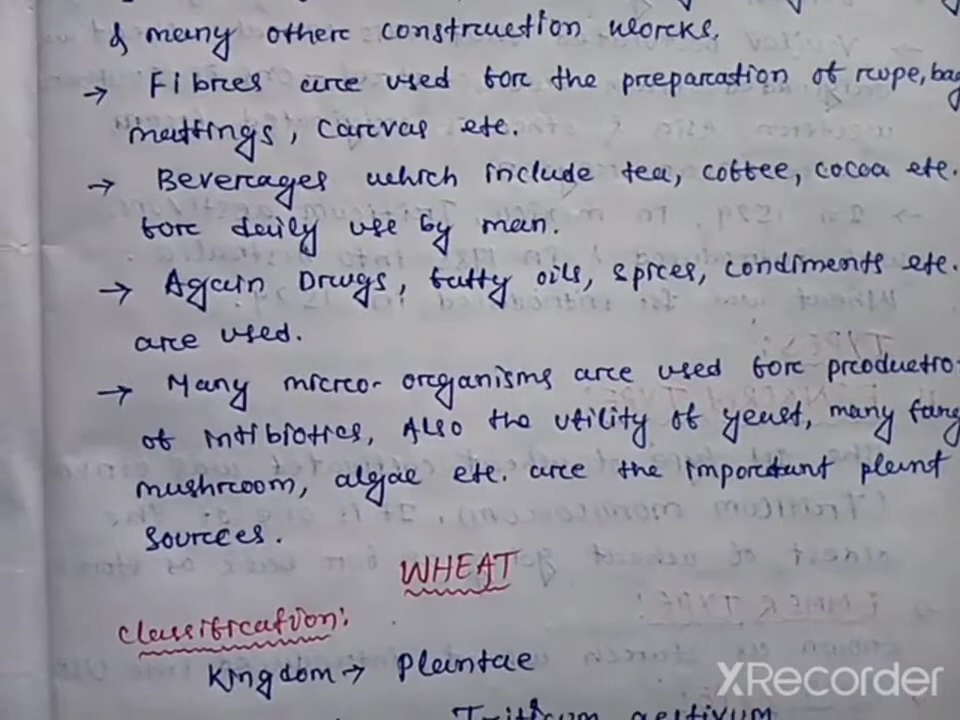 & many other construction works.
→ Fibres are used for the preparation of rope, bag
mattings, canvas etc.
→ Beverages which include tea, coffee, cocoa etc.
for daily use by man.
→ Again Drugs, fatty oils, spices, condiments etc.
are used.
→ Many micro-organisms are used for productio
of Antibiotics, Also the utility of yeast, many fung
mushroom, algae etc. are the important plant
sources.
WHEAT
Classification:
Kingdom → Plantae
Triticum aestivum
XRecorder